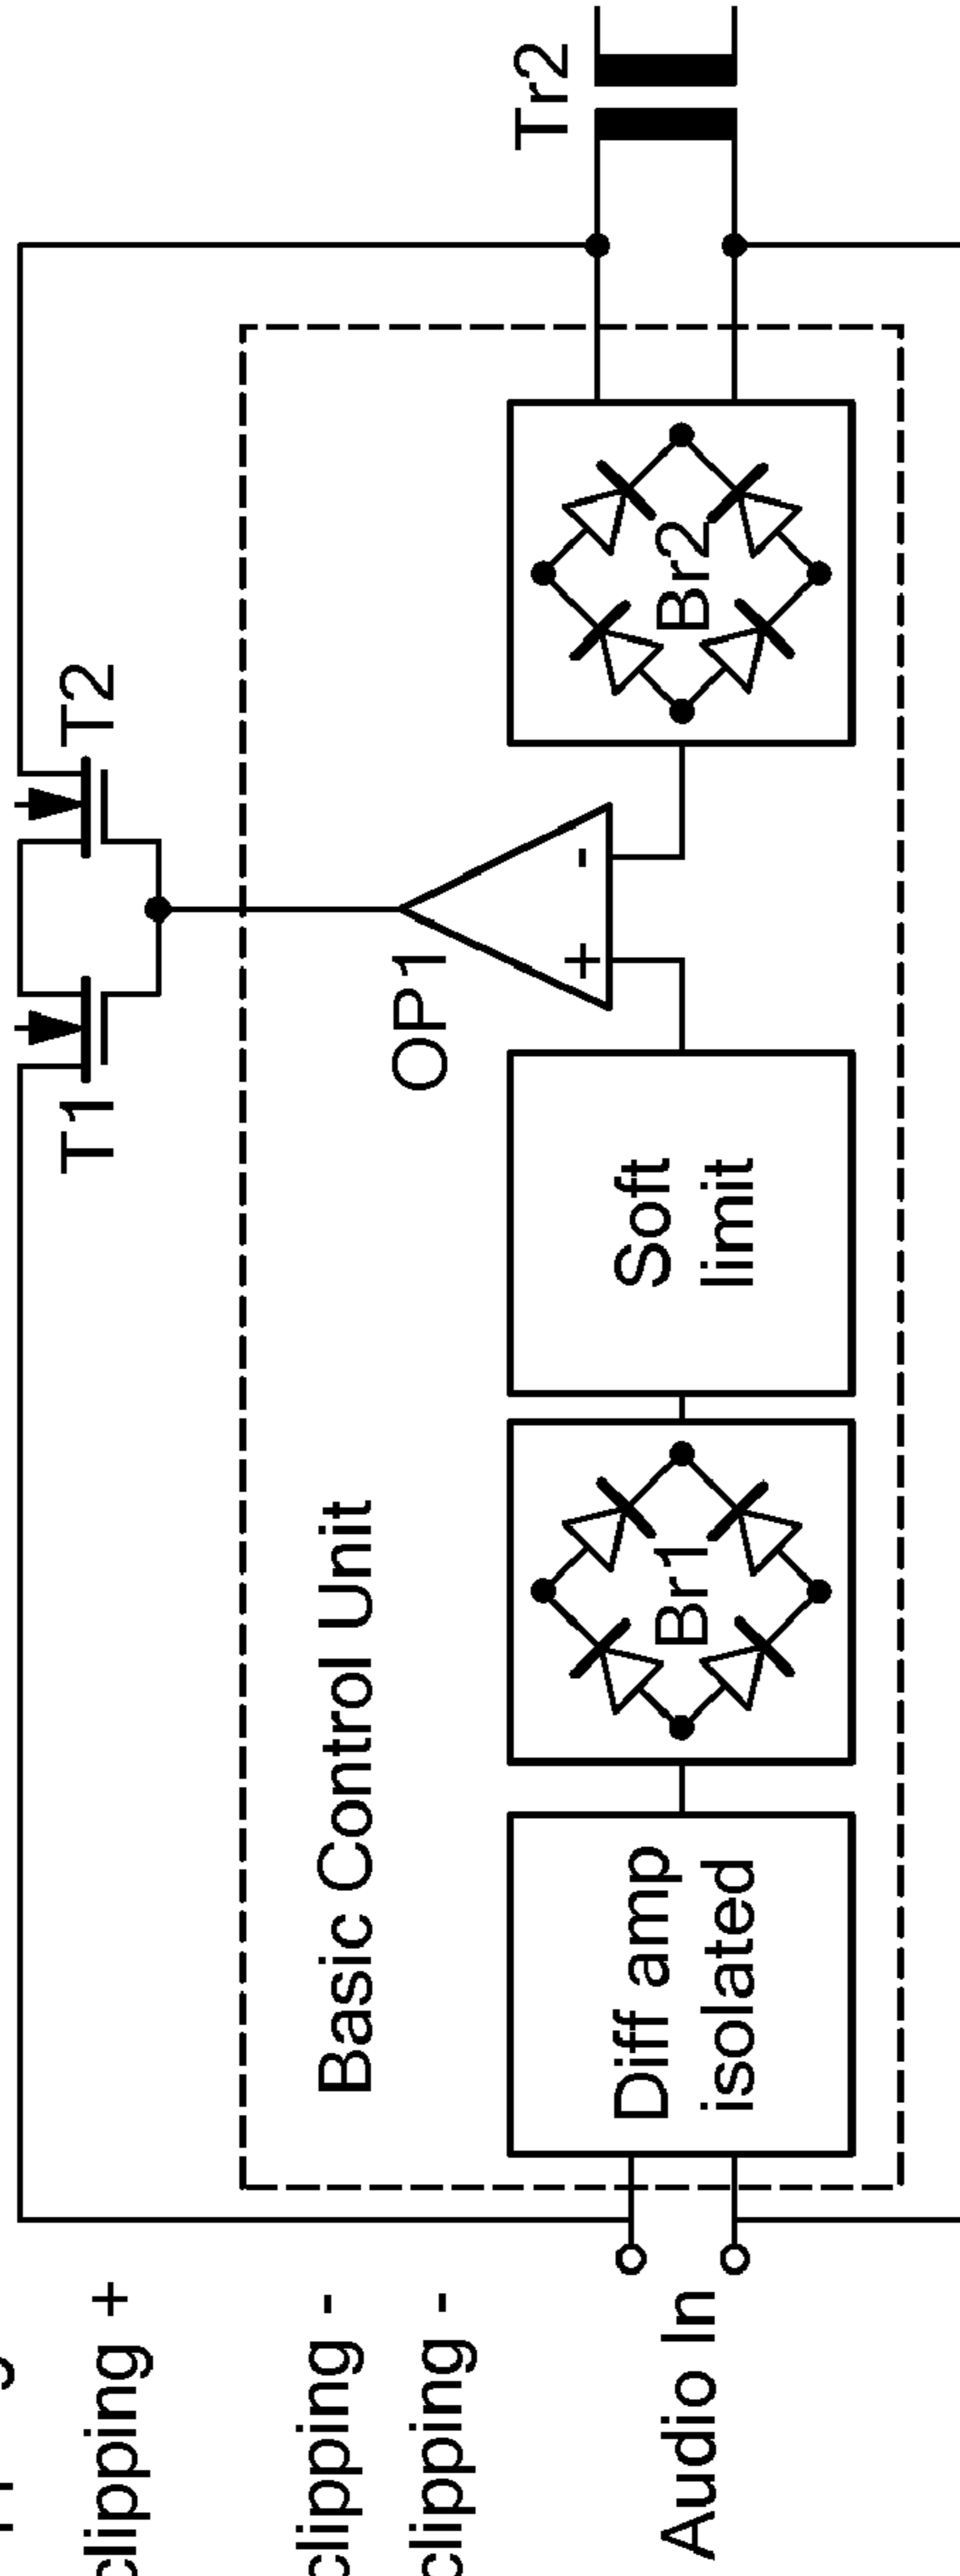 clipping +
clipping -
clipping -
Audio In
T1
T2
Tr2
Basic Control Unit
OP1
+
-
Diff amp
isolated
Br1
Soft
limit
Br2